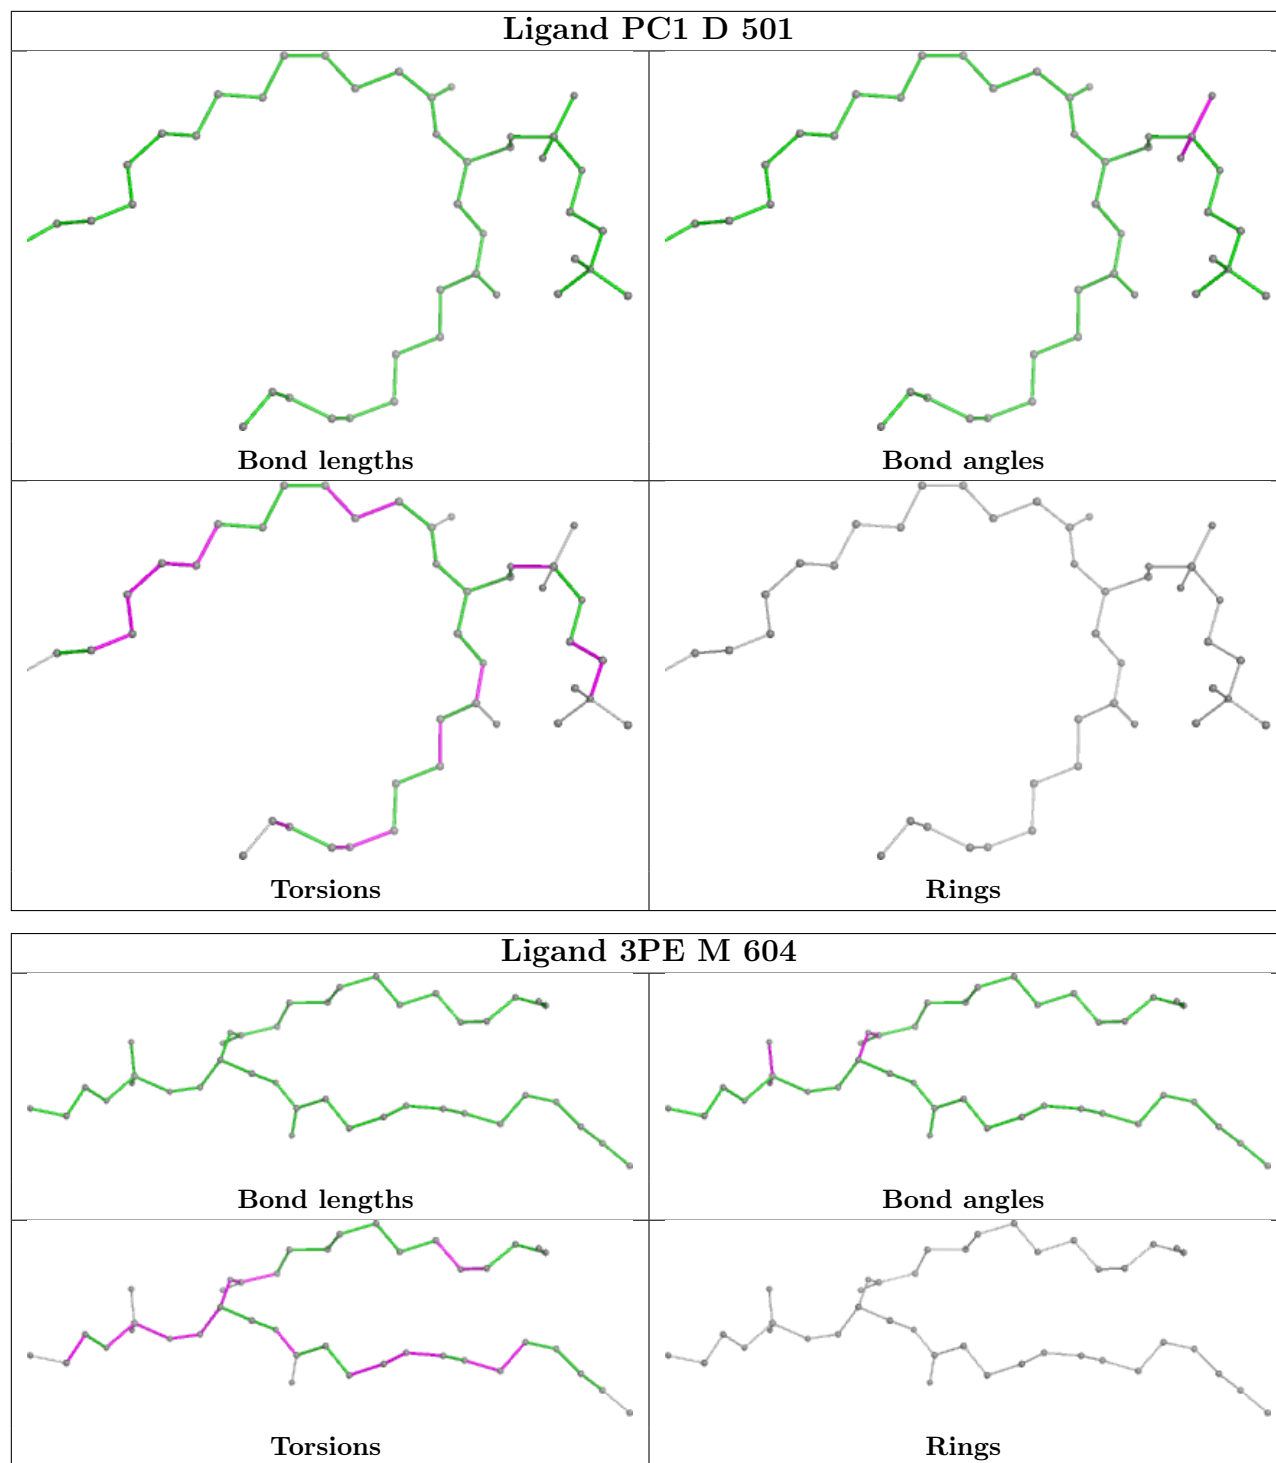 Ligand PC1 D 501
Bond lengths
Bond angles
Torsions
Rings
Ligand 3PE M 604
Bond lengths
Bond angles
Torsions
Rings